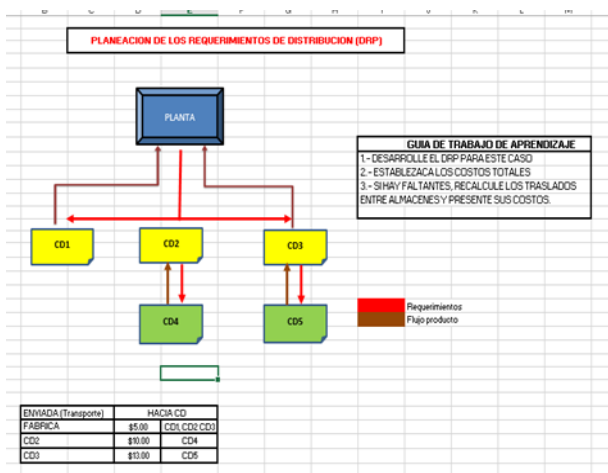 PLANEACION DE LOS REQUERIMIENTOS DE DISTRIBUCION (DRP)
PLANTA
GUIA DE TRABAJO DE APRENDIZAJE
1.- DESARROLLE EL DRP PARA ESTE CASO
2.- ESTABLEZACA LOS COSTOS TOTALES
3.- SI HAY FALTANTES, RECALCULE LOS TRASLADOS
ENTRE ALMACENES Y PRESENTE SUS COSTOS.
CD1 CD2 CD3
CD4 CD5
Requerimientos
Flujo producto
ENVIADA (Transporte) HACIA CD
FABRICA $5.00 CD1, CD2 CD3
CD2 $10.00 CD4
CD3 $13.00 CD5